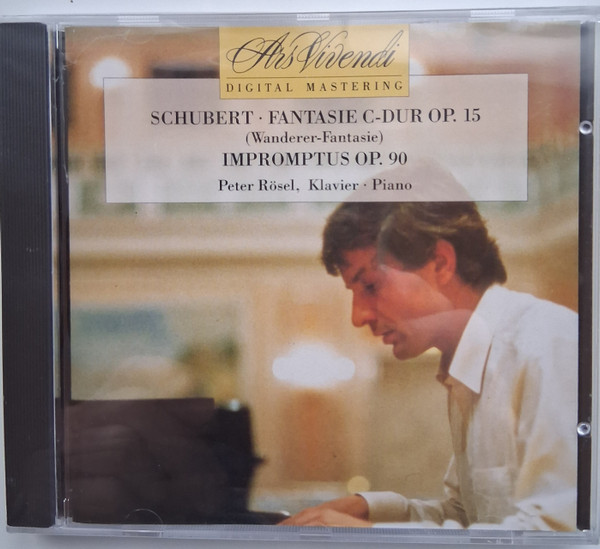 Ars Vivendi
DIGITAL MASTERING
SCHUBERT · FANTASIE C-DUR OP. 15
(Wanderer-Fantasie)
IMPROMPTUS OP. 90
Peter Rösel, Klavier · Piano